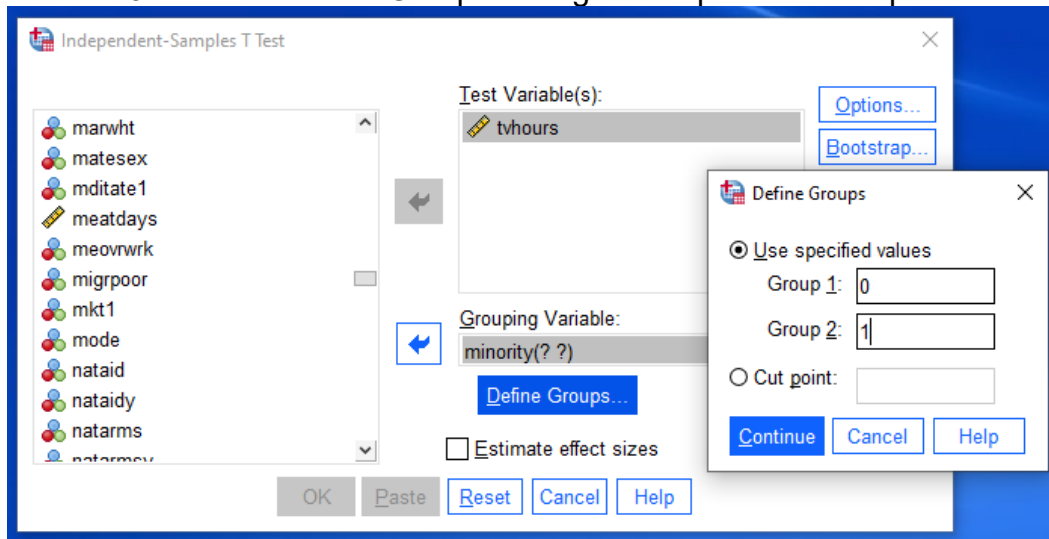 Independent-Samples T Test
Test Variable(s):
marwht
matesex
mditate1
meatdays
meovrwrk
migrpoor
mkt1
mode
nataid
nataidy
natarms
natarmsv
tvhours
Options...
Bootstrap...
Grouping Variable:
minority(? ?)
Define Groups...
Estimate effect sizes
OK Paste Reset Cancel Help
Define Groups
Use specified values
Group 1: 0
Group 2: 1
Cut point:
Continue Cancel Help